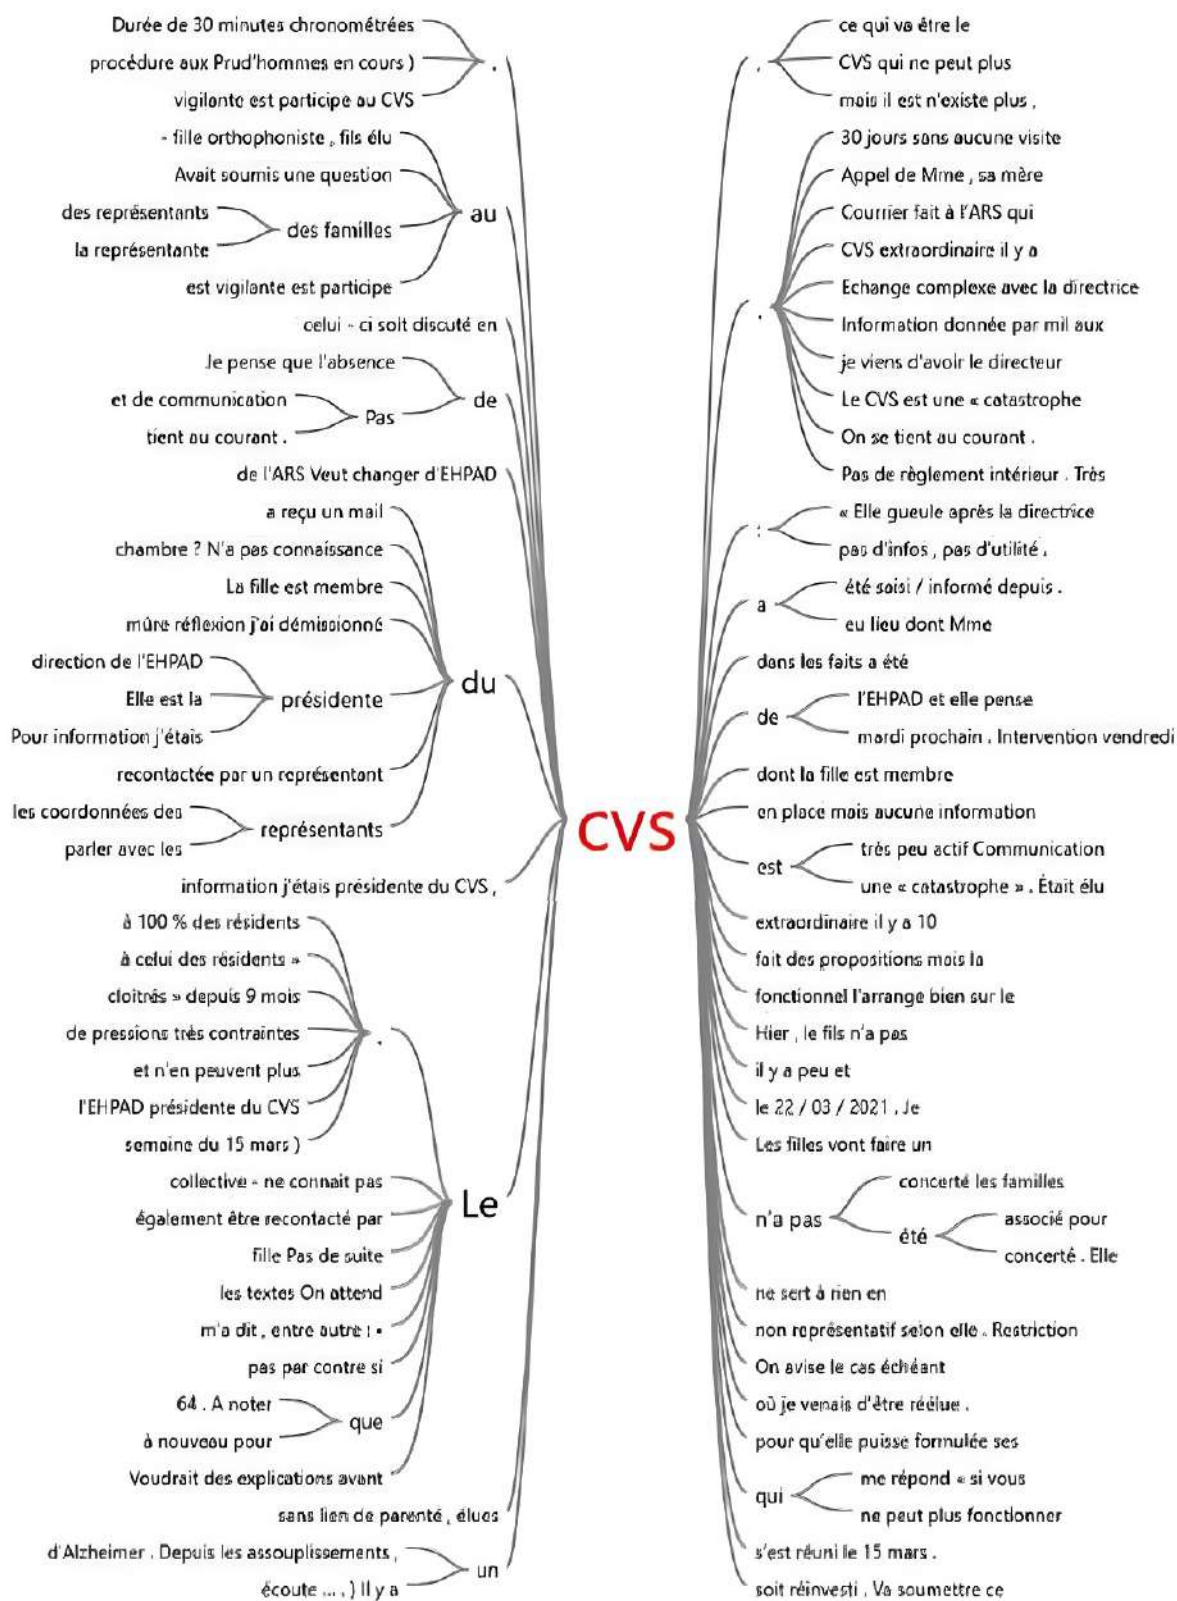 Durée de 30 minutes chronométrées
procédure aux Prud'hommes en cours )
vigilante est participe au CVS
.
- fille orthophoniste , fils élu
Avait soumis une question
des représentants
la représentante
des familles
est vigilante est participe
au
celui - ci soit discuté en
Je pense que l'absence
et de communication
tient au courant .
Pas
de
de l'ARS Veut changer d'EHPAD
a reçu un mail
chambre ? N'a pas connaissance
La fille est membre
mûre réflexion j'ai démissionné
direction de l'EHPAD
Elle est la
Pour information j'étais
présidente
du
recontactée par un représentant
les coordonnées des
parler avec les
représentants
information j'étais présidente du CVS ,
à 100 % des résidents
à celui des résidents »
cloîtrés » depuis 9 mois
de pressions très contraintes
et n'en peuvent plus
l'EHPAD présidente du CVS
semaine du 15 mars )
.
collective - ne connait pas
également être recontacté par
fille Pas de suite
les textes On attend
m'a dit , entre autre : «
pas par contre si
64 . A noter
à nouveau pour
que
Voudrait des explications avant
Le
sans lien de parenté , élues
d'Alzheimer . Depuis les assouplissements ,
écoute ... , ) Il y a
un
CVS
,
ce qui va être le
CVS qui ne peut plus
mais il est n'existe plus ,
.
30 jours sans aucune visite
Appel de Mme , sa mère
Courrier fait à l'ARS qui
CVS extraordinaire il y a
Echange complexe avec la directrice
Information donnée par mil aux
je viens d'avoir le directeur
Le CVS est une « catastrophe
On se tient au courant .
Pas de règlement intérieur . Très
:
« Elle gueule après la directrice
pas d'infos , pas d'utilité .
a
été saisi / informé depuis .
eu lieu dont Mme
dans les faits a été
de
l'EHPAD et elle pense
mardi prochain . Intervention vendredi
dont la fille est membre
en place mais aucune information
est
très peu actif Communication
une « catastrophe » . Était élu
extraordinaire il y a 10
fait des propositions mais la
fonctionnel l'arrange bien sur le
Hier , le fils n'a pas
il y a peu et
le 22 / 03 / 2021 . Je
Les filles vont faire un
n'a pas
concerté les familles
été
associé pour
concerté . Elle
ne sert à rien en
non représentatif selon elle . Restriction
On avise le cas échéant
où je venais d'être réélue .
pour qu'elle puisse formulée ses
qui
me répond « si vous
ne peut plus fonctionner
s'est réuni le 15 mars .
soit réinvesti . Va soumettre ce